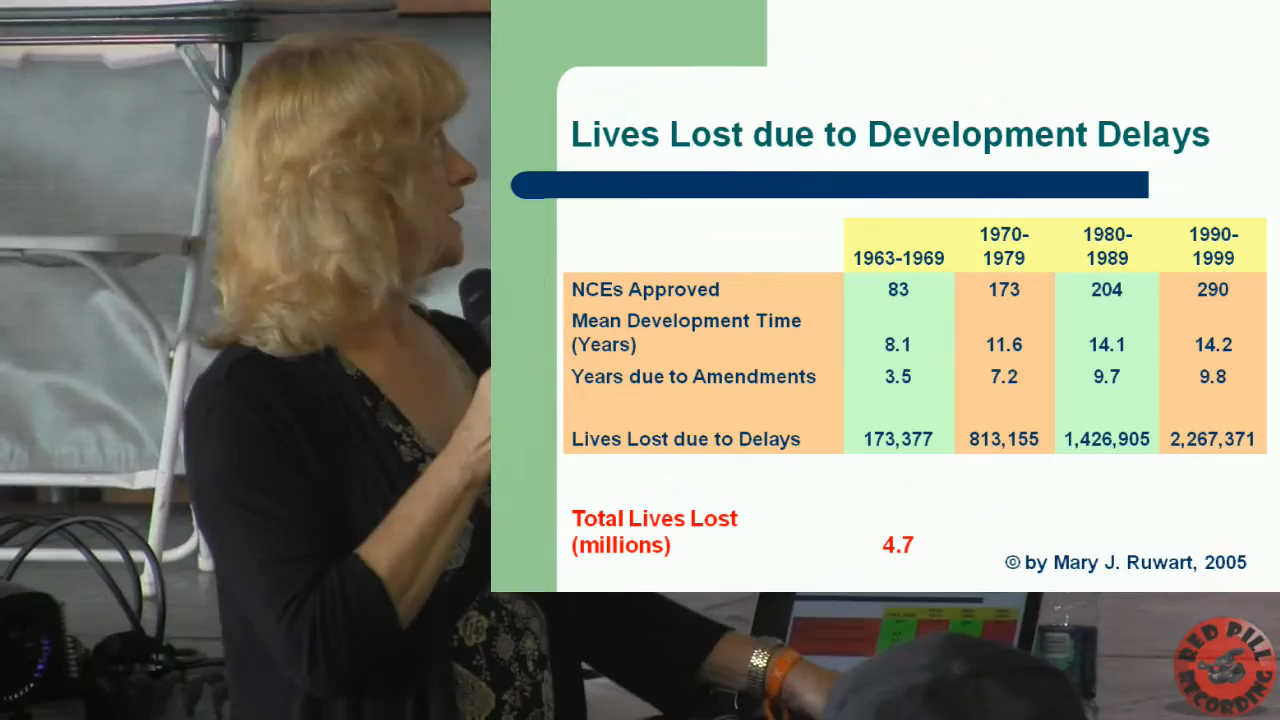 Lives Lost due to Development Delays
1970- 1980- 1990-
1963-1969 1979 1989 1999
NCEs Approved 83 173 204 290
Mean Development Time
(Years) 8.1 11.6 14.1 14.2
Years due to Amendments 3.5 7.2 9.7 9.8
Lives Lost due to Delays 173,377 813,155 1,426,905 2,267,371
Total Lives Lost
(millions) 4.7
© by Mary J. Ruwart, 2005
RED PILL
RECORDING